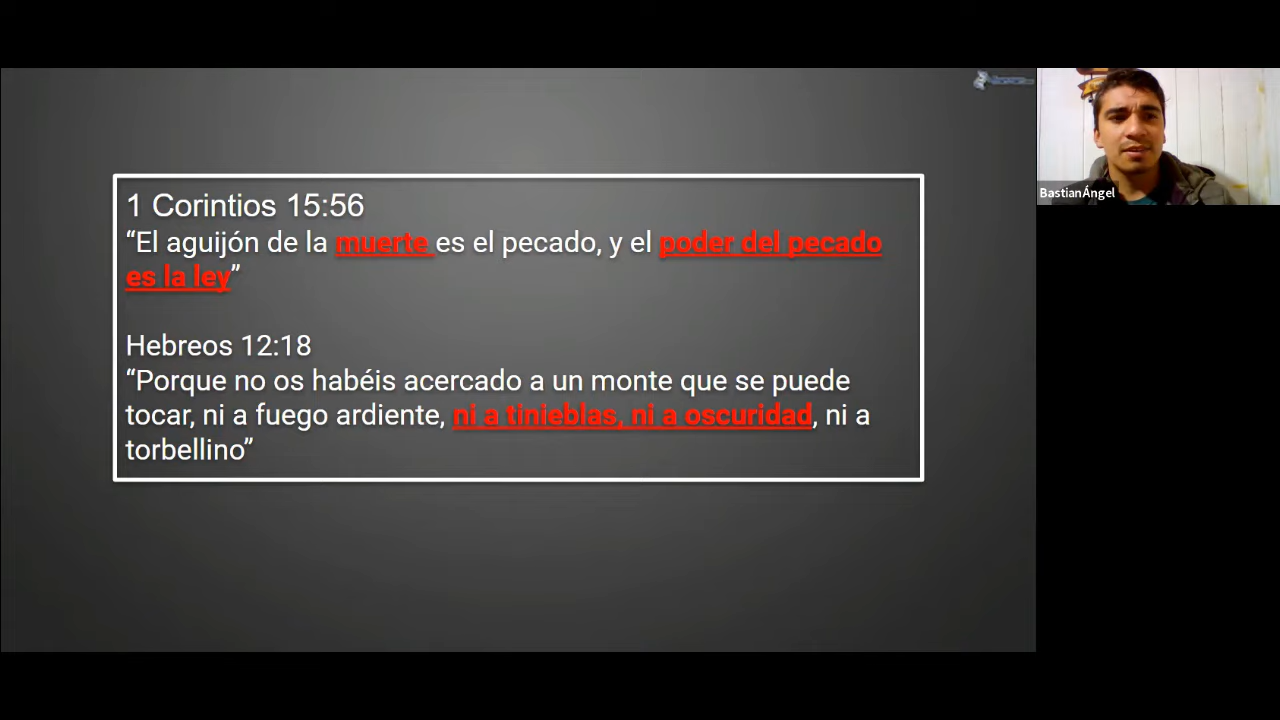 1 Corintios 15:56
“El aguijón de la muerte es el pecado, y el poder del pecado
es la ley”
Hebreos 12:18
“Porque no os habéis acercado a un monte que se puede
tocar, ni a fuego ardiente, ni a tinieblas, ni a oscuridad, ni a
torbellino”
BastianÁngel